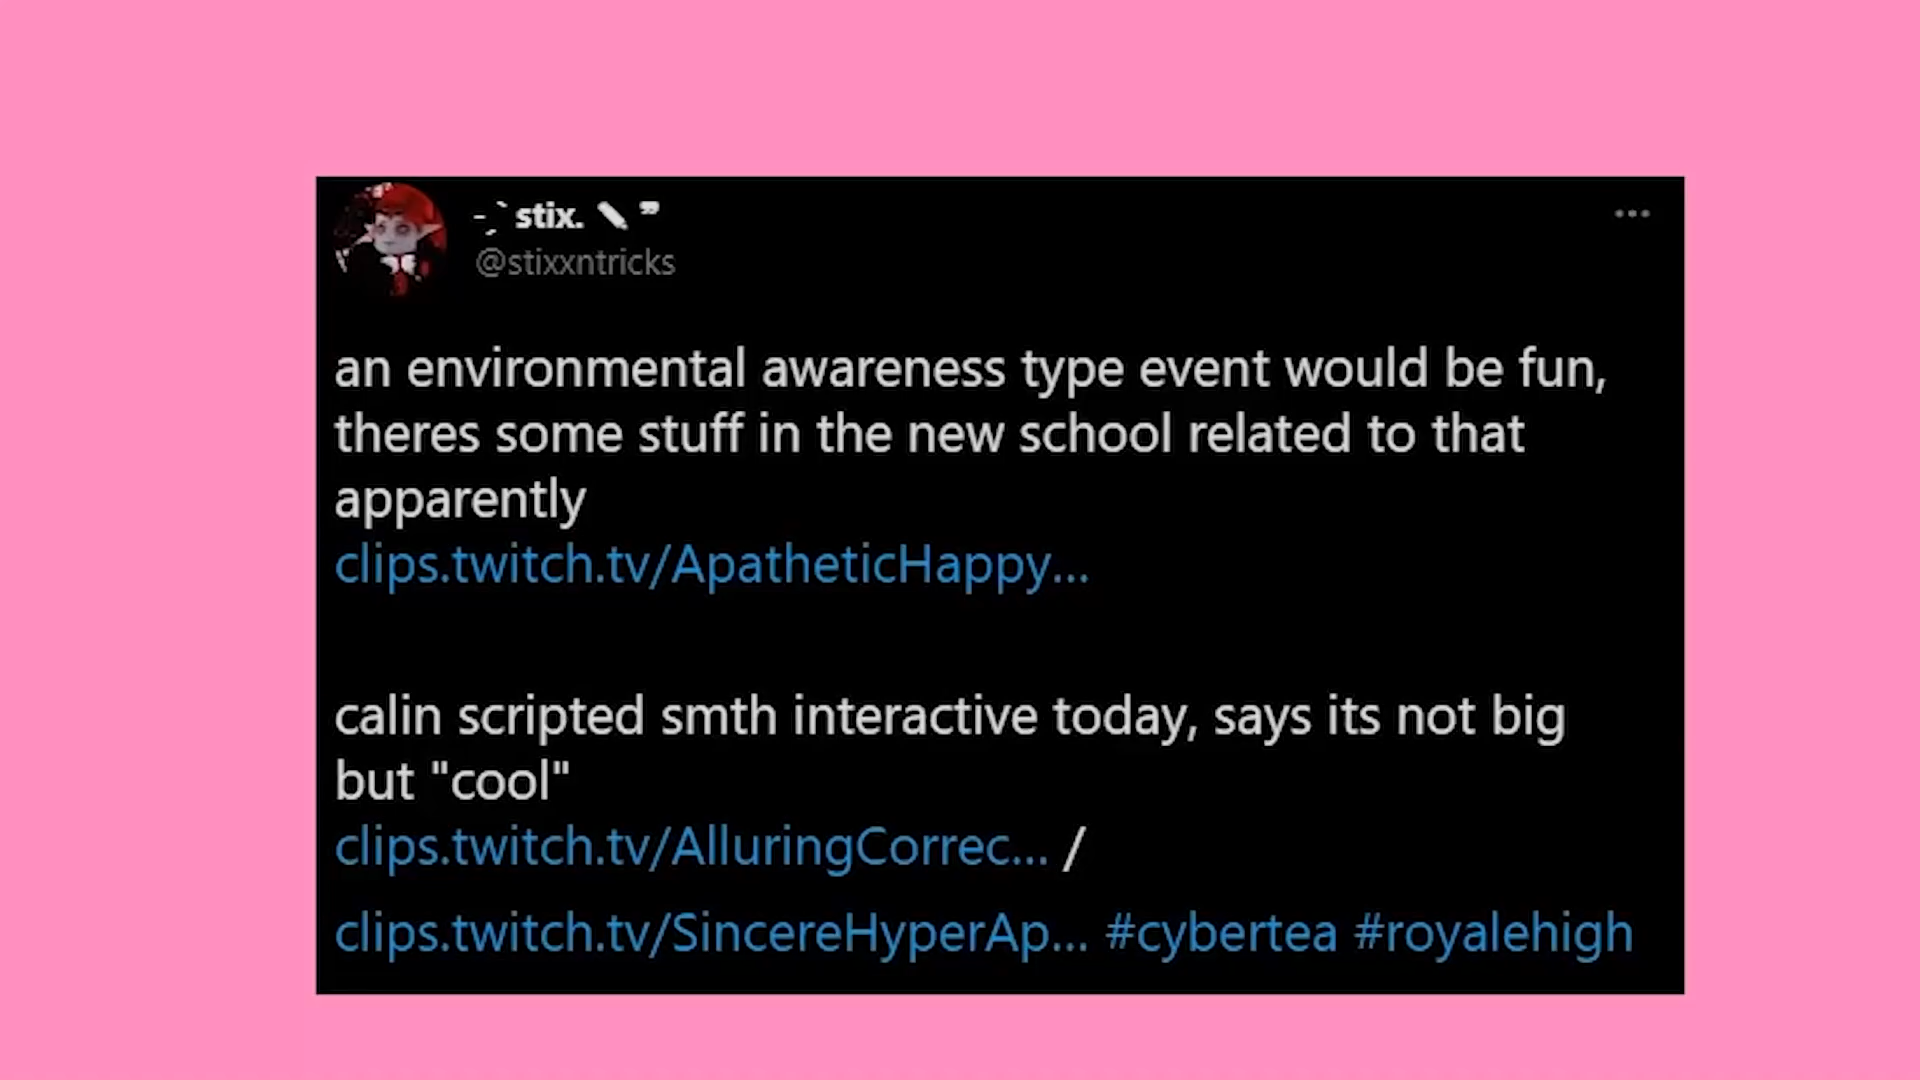 -ˏˋ stix. ✎ ❞
@stixxntricks
an environmental awareness type event would be fun,
theres some stuff in the new school related to that
apparently
clips.twitch.tv/ApatheticHappy...
calin scripted smth interactive today, says its not big
but "cool"
clips.twitch.tv/AlluringCorrec... /
clips.twitch.tv/SincereHyperAp... #cybertea #royalehigh